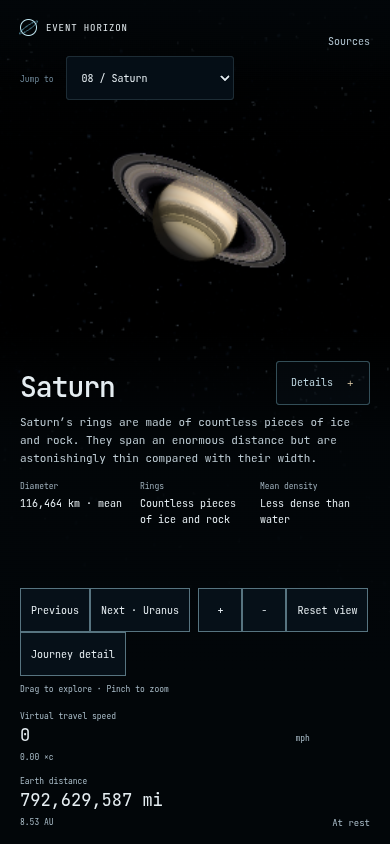 EVENT HORIZON
Sources
Jump to
08 / Saturn
Saturn
Details +
Saturn’s rings are made of countless pieces of ice
and rock. They span an enormous distance but are
astonishingly thin compared with their width.
Diameter
116,464 km · mean
Rings
Countless pieces
of ice and rock
Mean density
Less dense than
water
Previous
Next · Uranus
+
-
Reset view
Journey detail
Drag to explore · Pinch to zoom
Virtual travel speed
0
mph
0.00 ×c
Earth distance
792,629,587 mi
8.53 AU
At rest